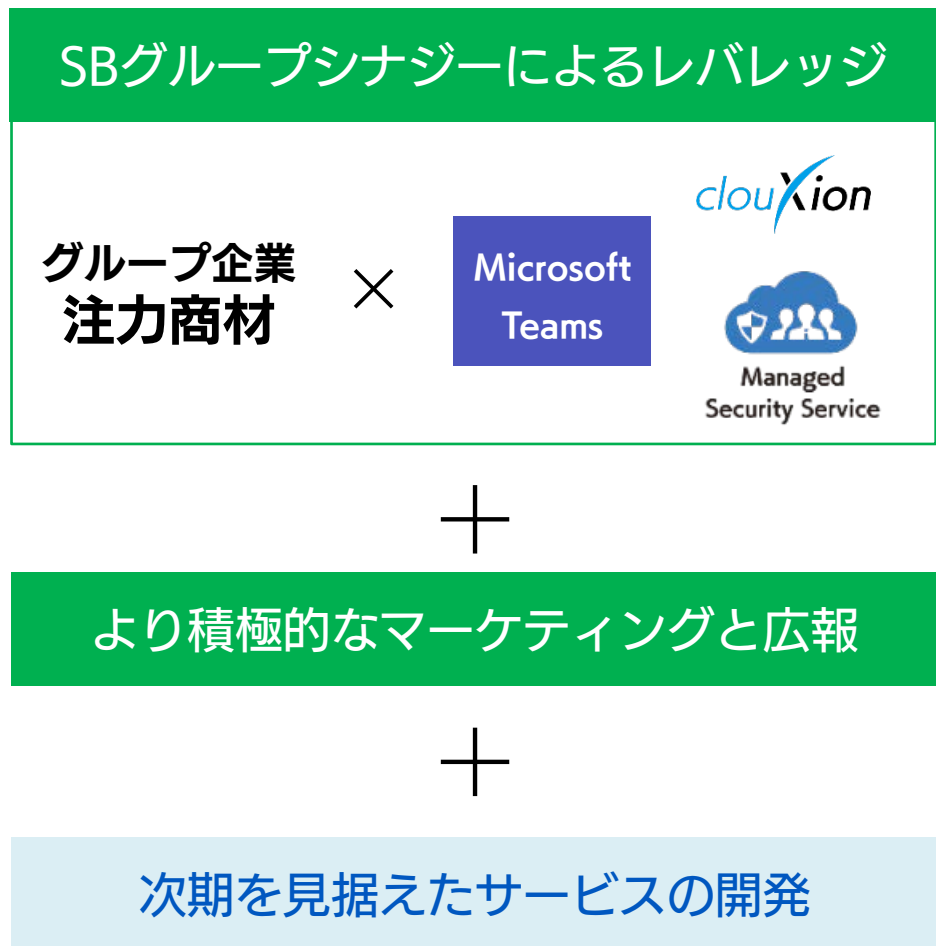 SBグループシナジーによるレバレッジ
グループ企業
注力商材
×
Microsoft
Teams
clouXion
Managed
Security Service
+
より積極的なマーケティングと広報
+
次期を見据えたサービスの開発